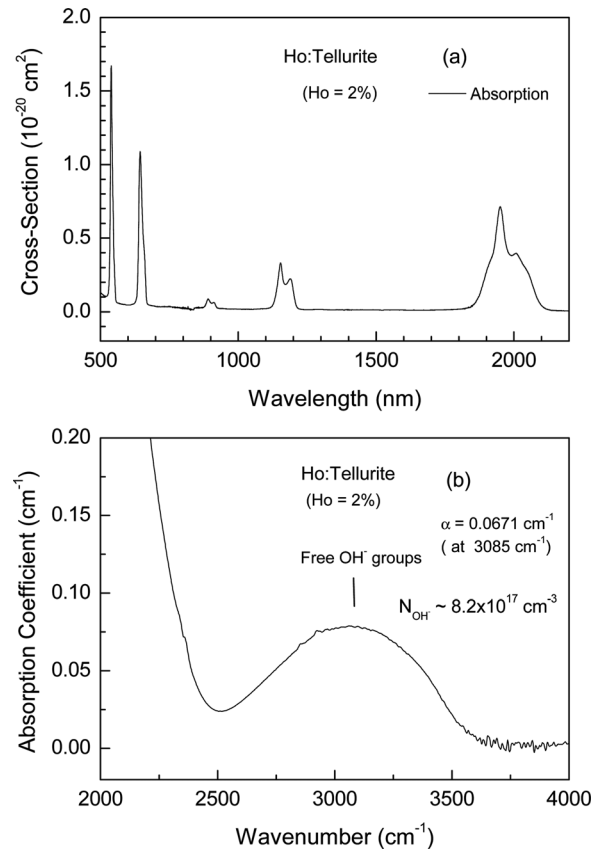 2.0
1.5
1.0
0.5
0.0
Cross-Section (10⁻²⁰ cm²)
Ho:Tellurite
(a)
(Ho = 2%)
Absorption
500 1000 1500 2000
Wavelength (nm)
0.20
0.15
0.10
0.05
0.00
Absorption Coefficient (cm⁻¹)
Ho:Tellurite
(b)
(Ho = 2%)
α = 0.0671 cm⁻¹
( at 3085 cm⁻¹)
Free OH⁻ groups
N_OH⁻ ~ 8.2x10¹⁷ cm⁻³
2000 2500 3000 3500 4000
Wavenumber (cm⁻¹)